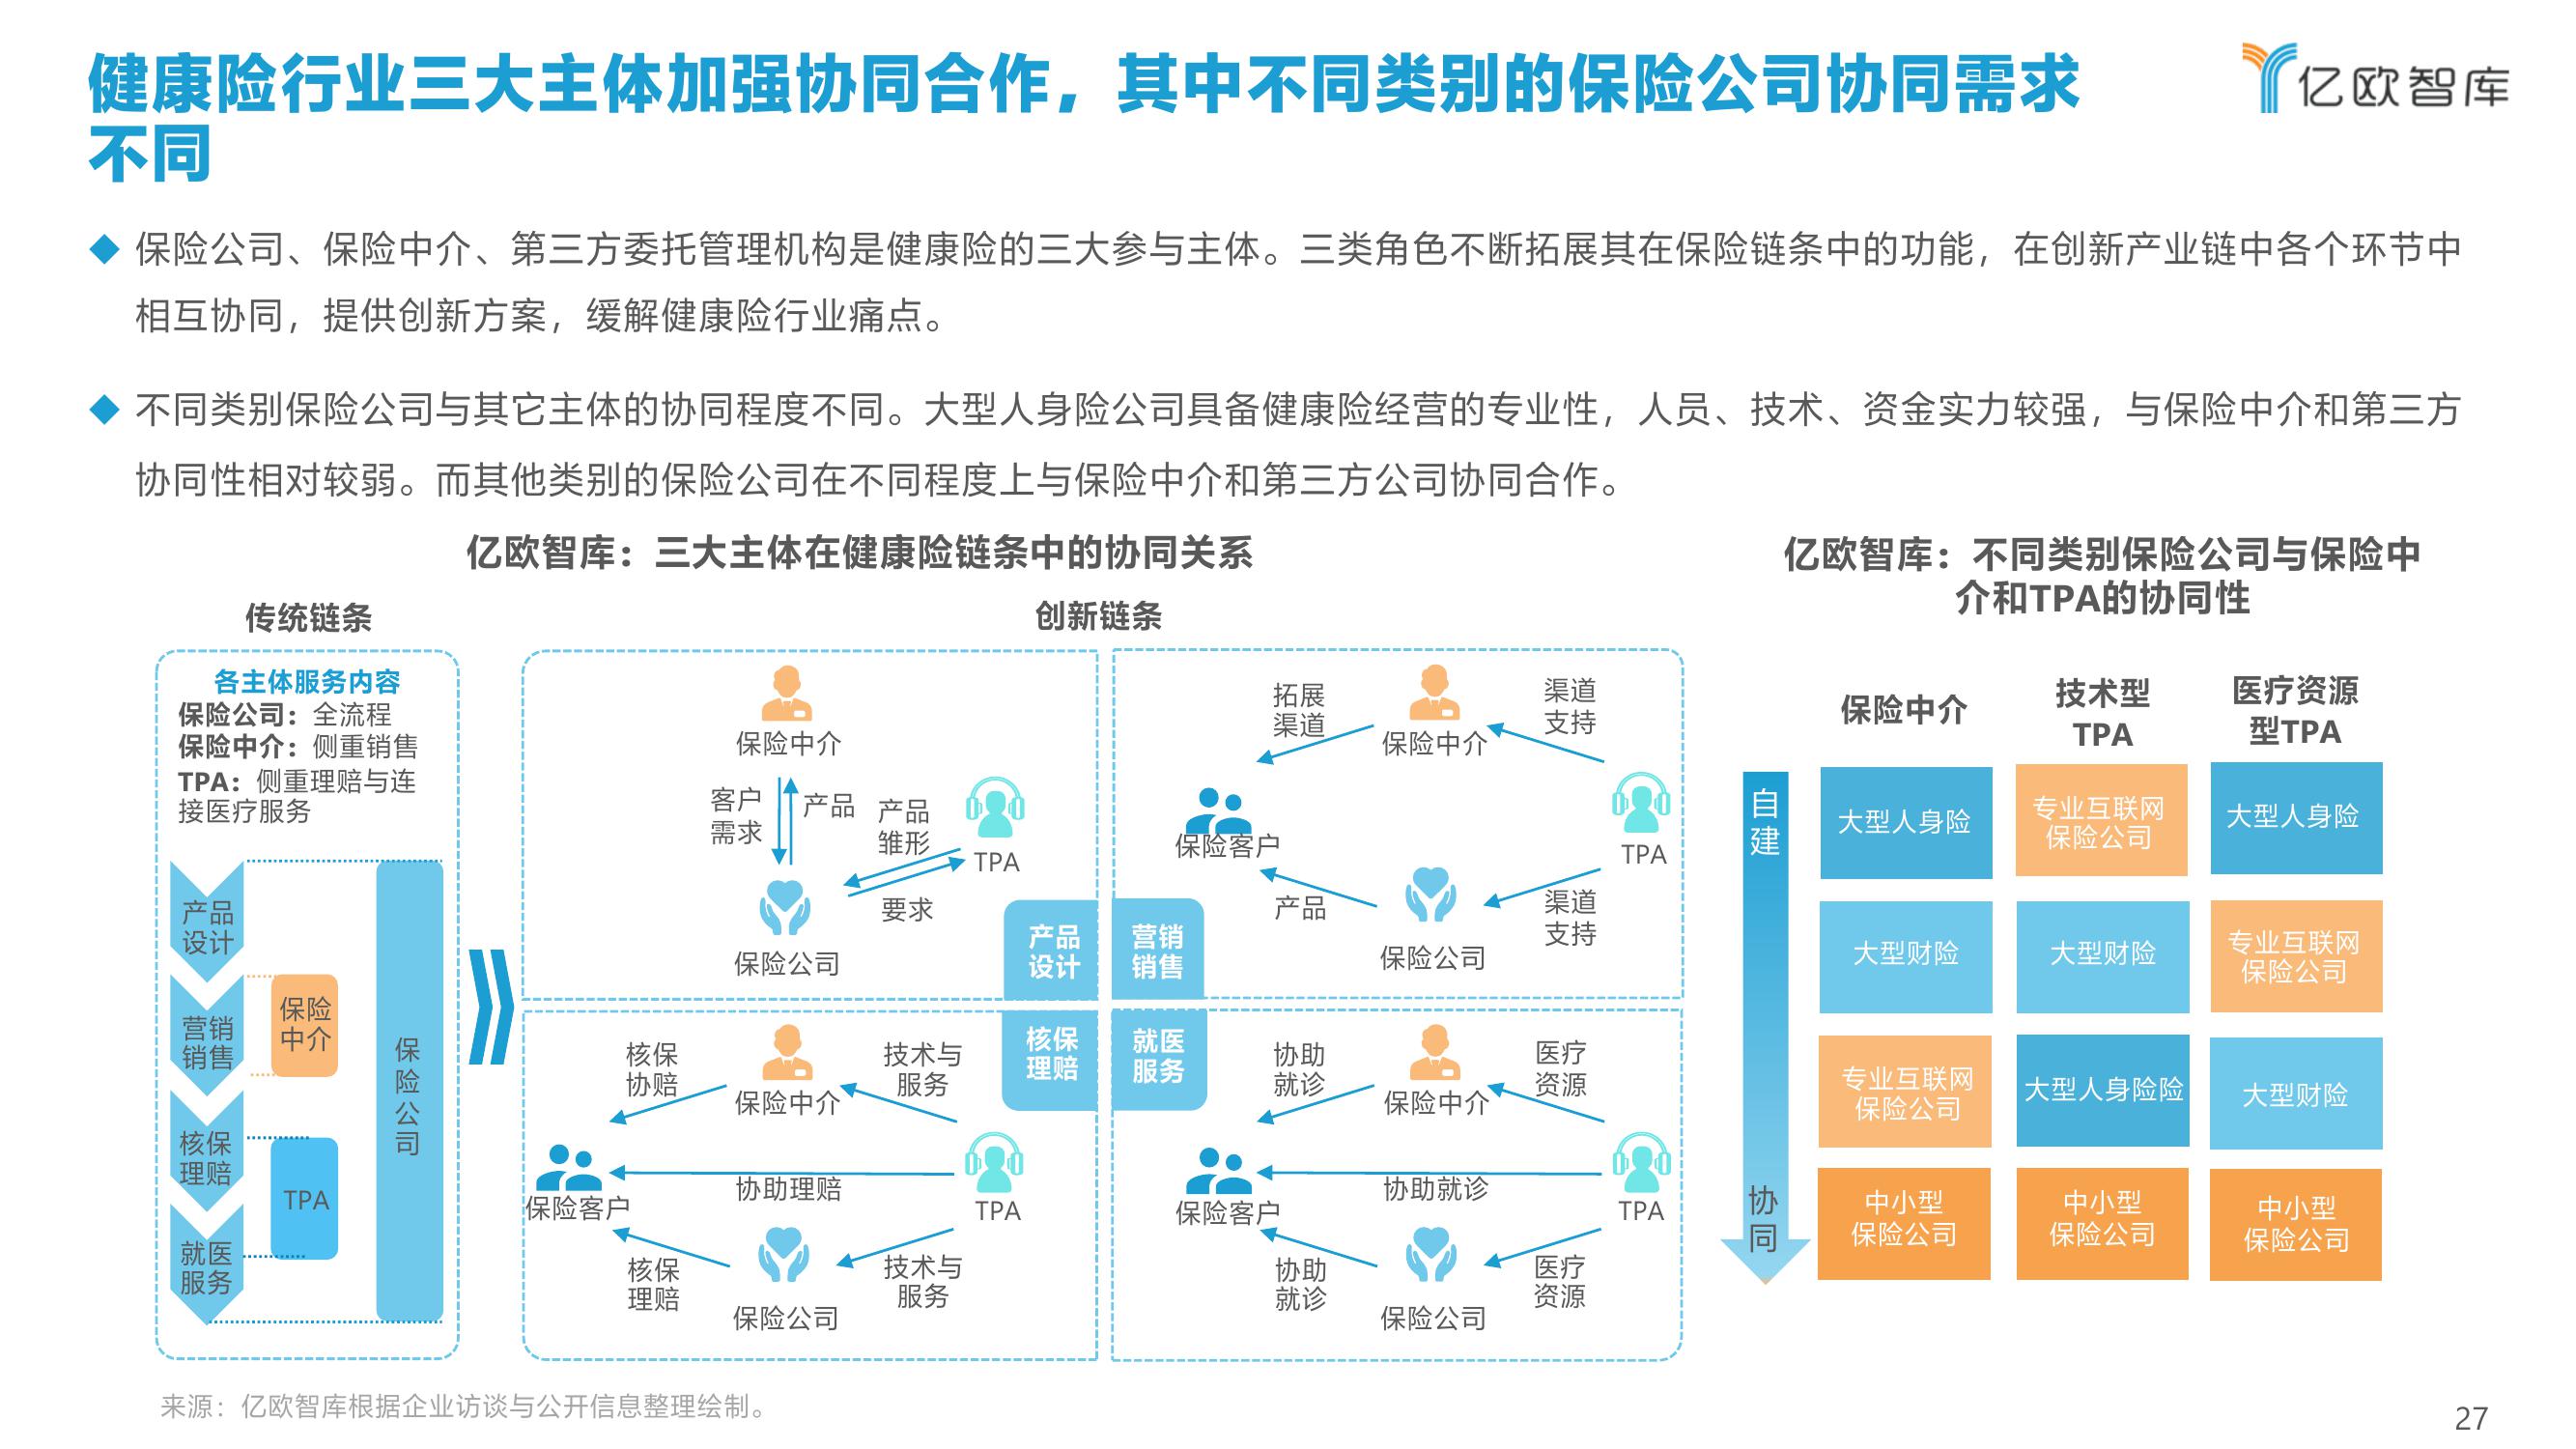 健康险行业三大主体加强协同合作，其中不同类别的保险公司协同需求
不同
亿欧智库
保险公司、保险中介、第三方委托管理机构是健康险的三大参与主体。三类角色不断拓展其在保险链条中的功能，在创新产业链中各个环节中
相互协同，提供创新方案，缓解健康险行业痛点。
不同类别保险公司与其它主体的协同程度不同。大型人身险公司具备健康险经营的专业性，人员、技术、资金实力较强，与保险中介和第三方
协同性相对较弱。而其他类别的保险公司在不同程度上与保险中介和第三方公司协同合作。
亿欧智库：三大主体在健康险链条中的协同关系
传统链条
各主体服务内容
保险公司：全流程
保险中介：侧重销售
TPA：侧重理赔与连
接医疗服务
产品
设计
营销
销售
核保
理赔
就医
服务
保险
中介
TPA
保
险
公
司
创新链条
保险中介
客户
需求
产品
产品
雏形
TPA
要求
保险公司
产品
设计
拓展
渠道
保险中介
渠道
支持
保险客户
TPA
产品
保险公司
渠道
支持
营销
销售
核保
协赔
保险中介
技术与
服务
核保
理赔
保险客户
协助理赔
TPA
核保
理赔
保险公司
技术与
服务
就医
服务
协助
就诊
保险中介
医疗
资源
保险客户
协助就诊
TPA
协助
就诊
保险公司
医疗
资源
亿欧智库：不同类别保险公司与保险中
介和TPA的协同性
保险中介
技术型
TPA
医疗资源
型TPA
自
建
协
同
大型人身险
专业互联网
保险公司
大型人身险
大型财险
大型财险
专业互联网
保险公司
专业互联网
保险公司
大型人身险险
大型财险
中小型
保险公司
中小型
保险公司
中小型
保险公司
来源：亿欧智库根据企业访谈与公开信息整理绘制。
27